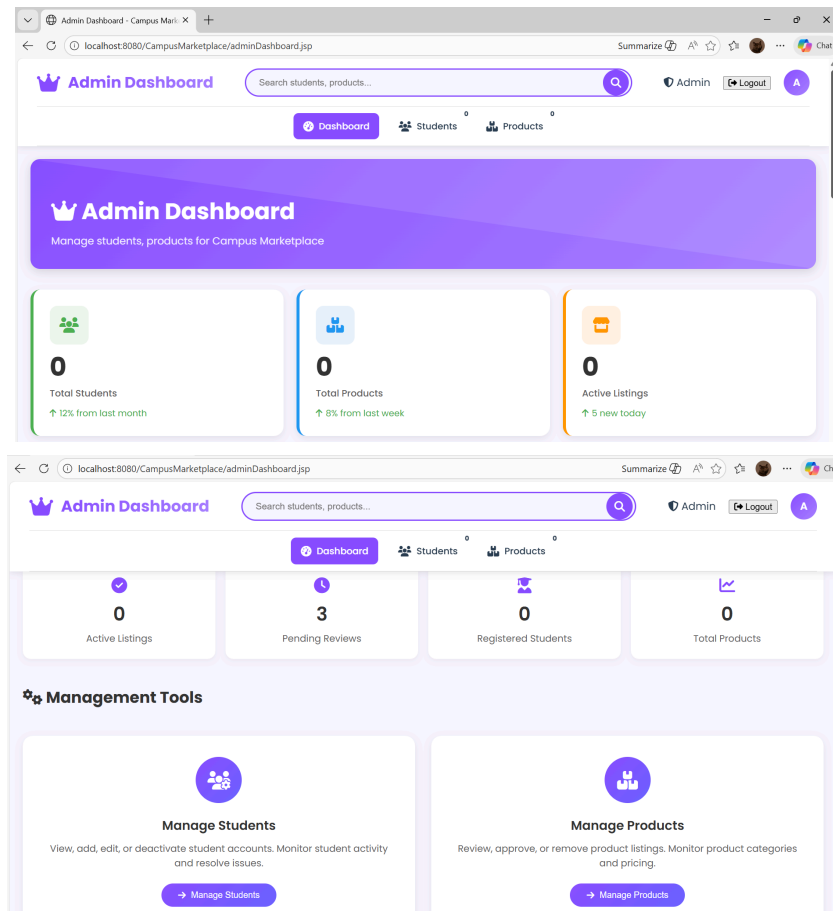 Admin Dashboard - Campus Mark
localhost:8080/CampusMarketplace/adminDashboard.jsp
Summarize
Chat
Admin Dashboard
Search students, products...
Admin
Logout
A
Dashboard
Students
0
Products
0
Admin Dashboard
Manage students, products for Campus Marketplace
0
Total Students
↑ 12% from last month
0
Total Products
↑ 8% from last week
0
Active Listings
↑ 5 new today
localhost:8080/CampusMarketplace/adminDashboard.jsp
Summarize
Ch
Admin Dashboard
Search students, products...
Admin
Logout
A
Dashboard
Students
0
Products
0
0
Active Listings
3
Pending Reviews
0
Registered Students
0
Total Products
Management Tools
Manage Students
View, add, edit, or deactivate student accounts. Monitor student activity
and resolve issues.
→ Manage Students
Manage Products
Review, approve, or remove product listings. Monitor product categories
and pricing.
→ Manage Products